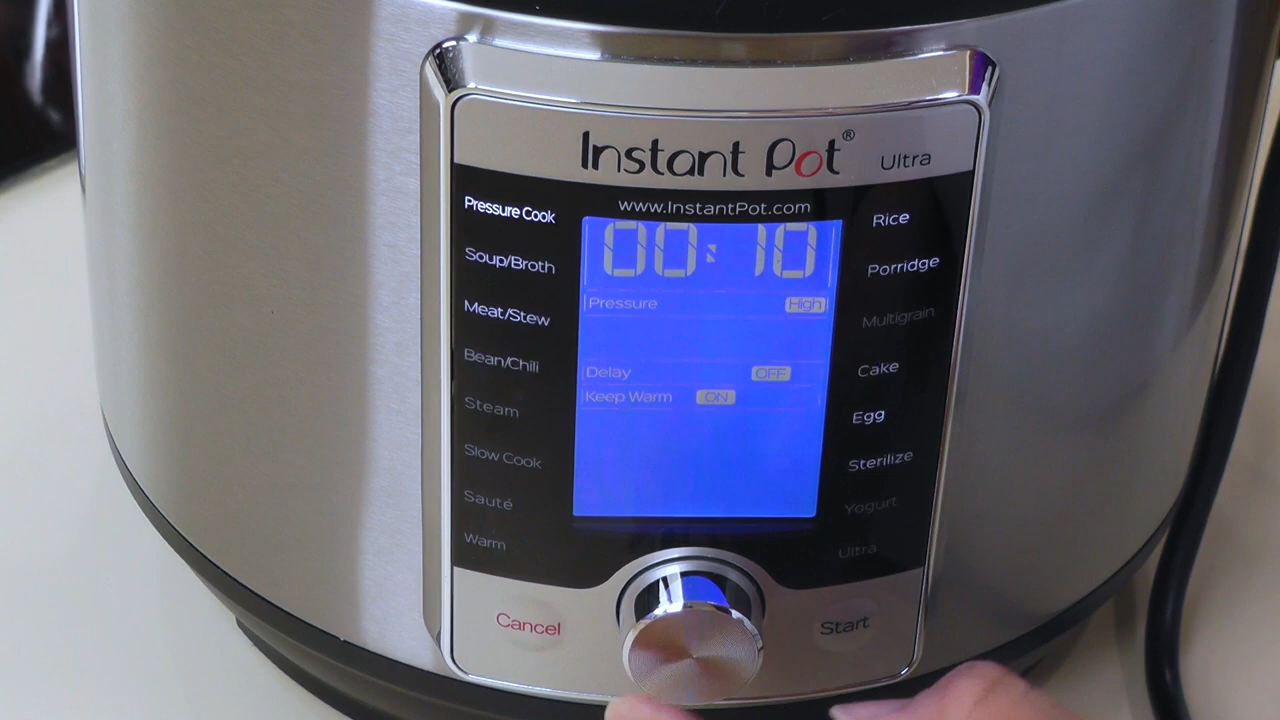 Instant Pot® Ultra
www.InstantPot.com
Pressure Cook
Soup/Broth
Meat/Stew
Bean/Chili
Steam
Slow Cook
Sauté
Warm
00:10
Pressure High
Delay OFF
Keep Warm ON
Rice
Porridge
Multigrain
Cake
Egg
Sterilize
Yogurt
Ultra
Cancel
Start